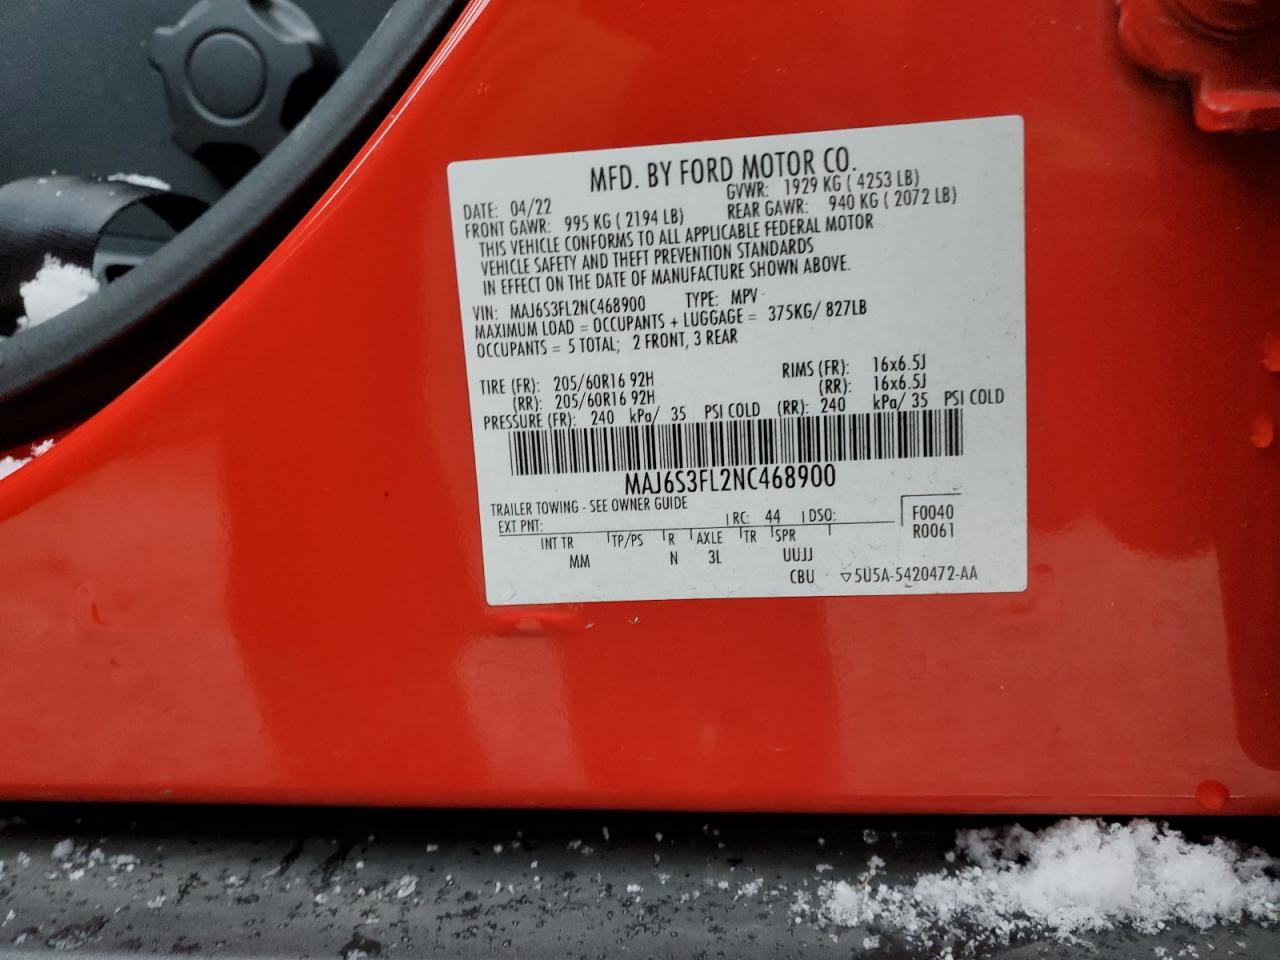 MFD. BY FORD MOTOR CO.
DATE: 04/22 GVWR: 1929 KG ( 4253 LB)
FRONT GAWR: 995 KG ( 2194 LB) REAR GAWR: 940 KG ( 2072 LB)
THIS VEHICLE CONFORMS TO ALL APPLICABLE FEDERAL MOTOR
VEHICLE SAFETY AND THEFT PREVENTION STANDARDS
IN EFFECT ON THE DATE OF MANUFACTURE SHOWN ABOVE.
VIN: MAJ6S3FL2NC468900 TYPE: MPV
MAXIMUM LOAD = OCCUPANTS + LUGGAGE = 375KG/ 827LB
OCCUPANTS = 5 TOTAL; 2 FRONT, 3 REAR
TIRE (FR): 205/60R16 92H RIMS (FR): 16x6.5J
(RR): 205/60R16 92H (RR): 16x6.5J
PRESSURE (FR): 240 kPa/ 35 PSI COLD (RR): 240 kPa/ 35 PSI COLD
MAJ6S3FL2NC468900
TRAILER TOWING - SEE OWNER GUIDE
EXT PNT: RC: 44 DSO: F0040
R0061
INT TR TP/PS R AXLE TR SPR
MM N 3L UUJJ
CBU ▽5U5A-5420472-AA